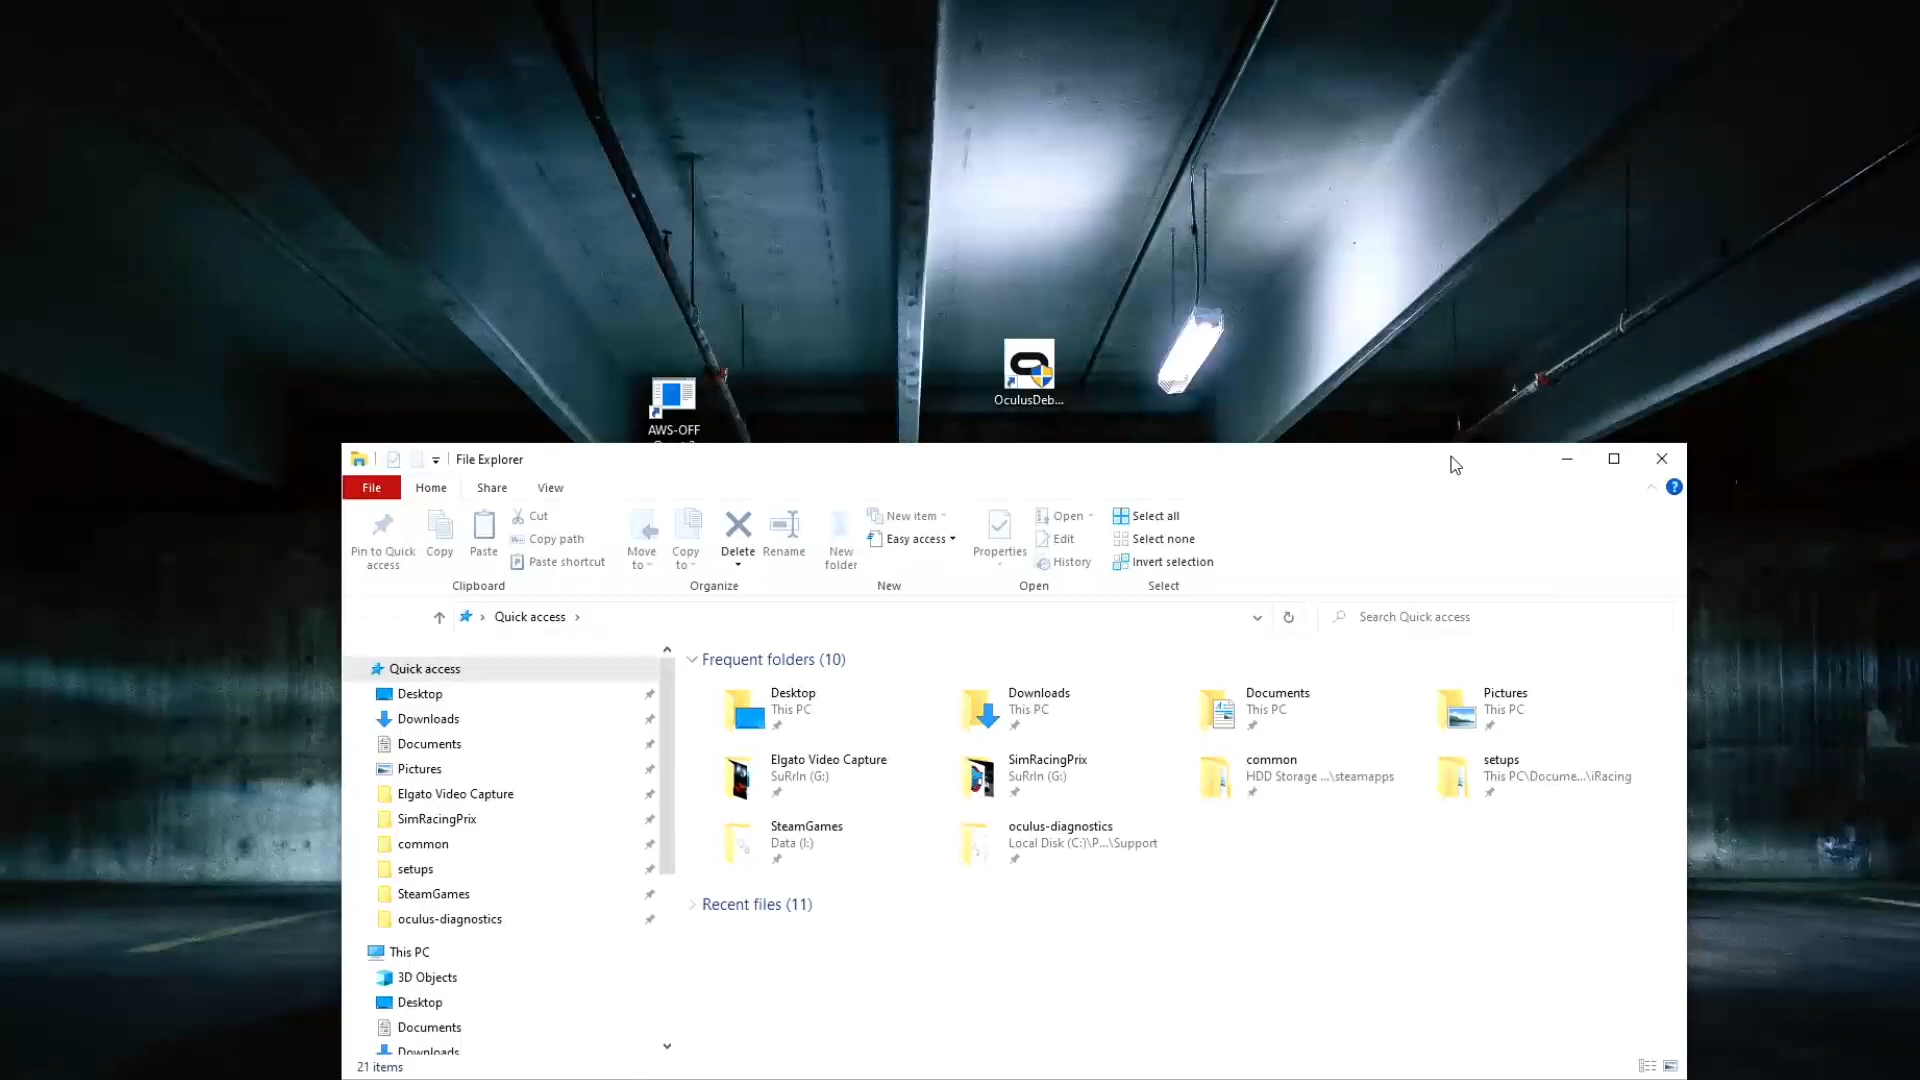 OculusDeb...
AWS-OFF
File Explorer
File Home Share View
Pin to Quick access
Copy
Paste
Cut
Copy path
Paste shortcut
Clipboard
Move to
Copy to
Delete
Rename
Organize
New folder
New item
Easy access
New
Properties
Open
Edit
History
Open
Select all
Select none
Invert selection
Select
Quick access
Search Quick access
Quick access
Desktop
Downloads
Documents
Pictures
Elgato Video Capture
SimRacingPrix
common
setups
SteamGames
oculus-diagnostics
This PC
3D Objects
Desktop
Documents
Downloads
Frequent folders (10)
Desktop
This PC
Downloads
This PC
Documents
This PC
Pictures
This PC
Elgato Video Capture
SuRrIn (G:)
SimRacingPrix
SuRrIn (G:)
common
HDD Storage ...\steamapps
setups
This PC\Docume...\iRacing
SteamGames
Data (I:)
oculus-diagnostics
Local Disk (C:)\P...\Support
Recent files (11)
21 items